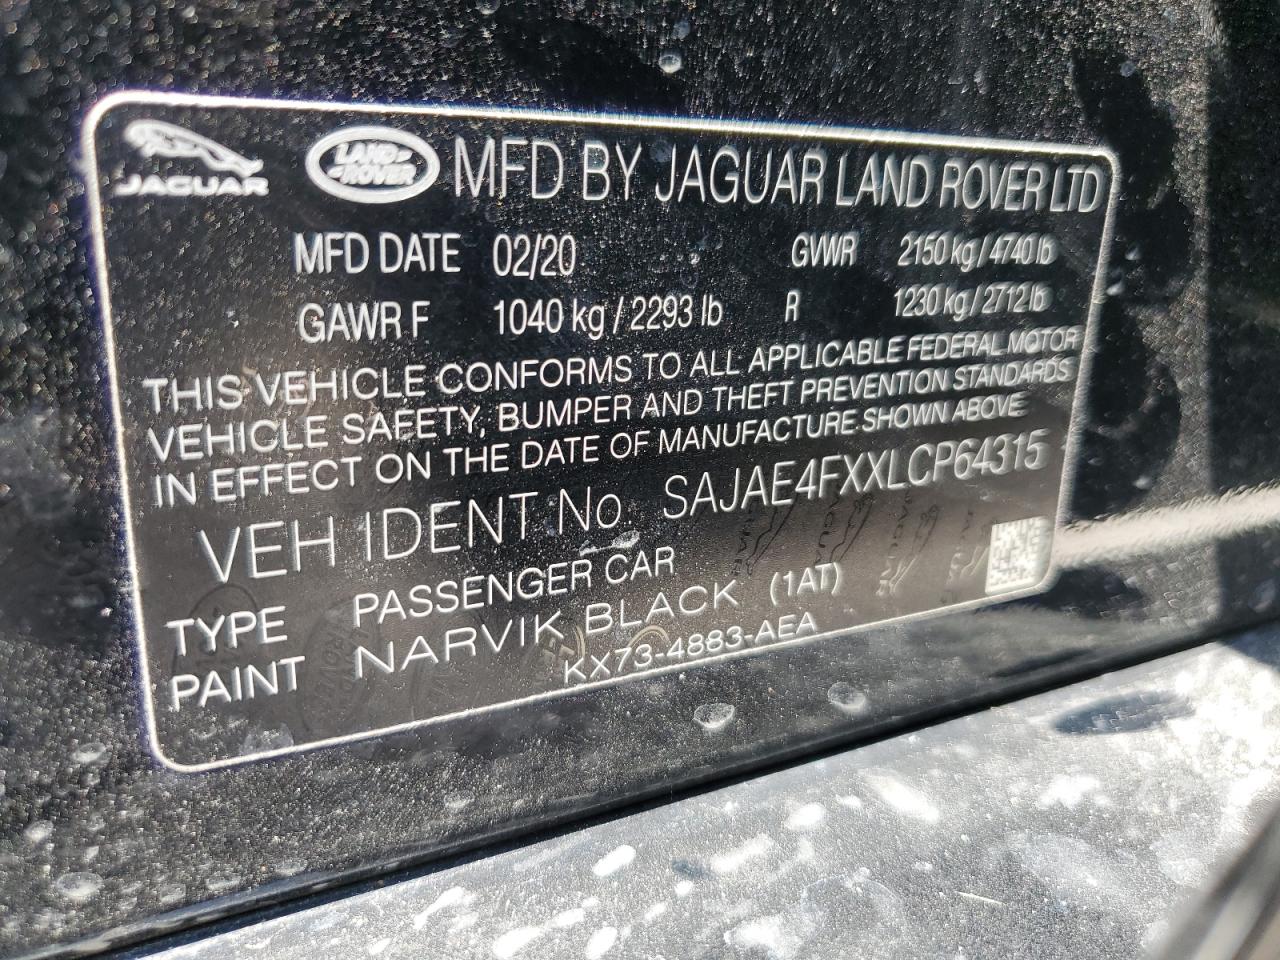 JAGUAR LAND ROVER MFD BY JAGUAR LAND ROVER LTD
MFD DATE 02/20 GVWR 2150 kg / 4740 lb
GAWR F 1040 kg / 2293 lb R 1230 kg / 2712 lb
THIS VEHICLE CONFORMS TO ALL APPLICABLE FEDERAL MOTOR
VEHICLE SAFETY, BUMPER AND THEFT PREVENTION STANDARDS
IN EFFECT ON THE DATE OF MANUFACTURE SHOWN ABOVE
VEH IDENT No. SAJAE4FXXLCP64315
TYPE PASSENGER CAR
PAINT NARVIK BLACK (1AT)
KX73-4883-AEA